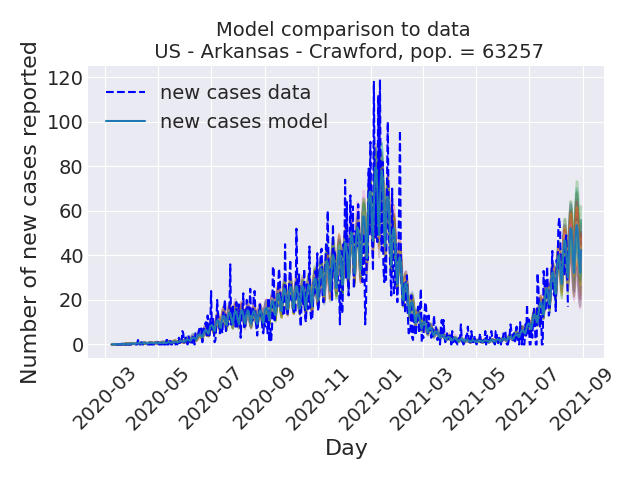 Model comparison to data
US - Arkansas - Crawford, pop. = 63257
Number of new cases reported
120
100
80
60
40
20
0
new cases data
new cases model
2020-03
2020-05
2020-07
2020-09
2020-11
2021-01
2021-03
2021-05
2021-07
2021-09
Day